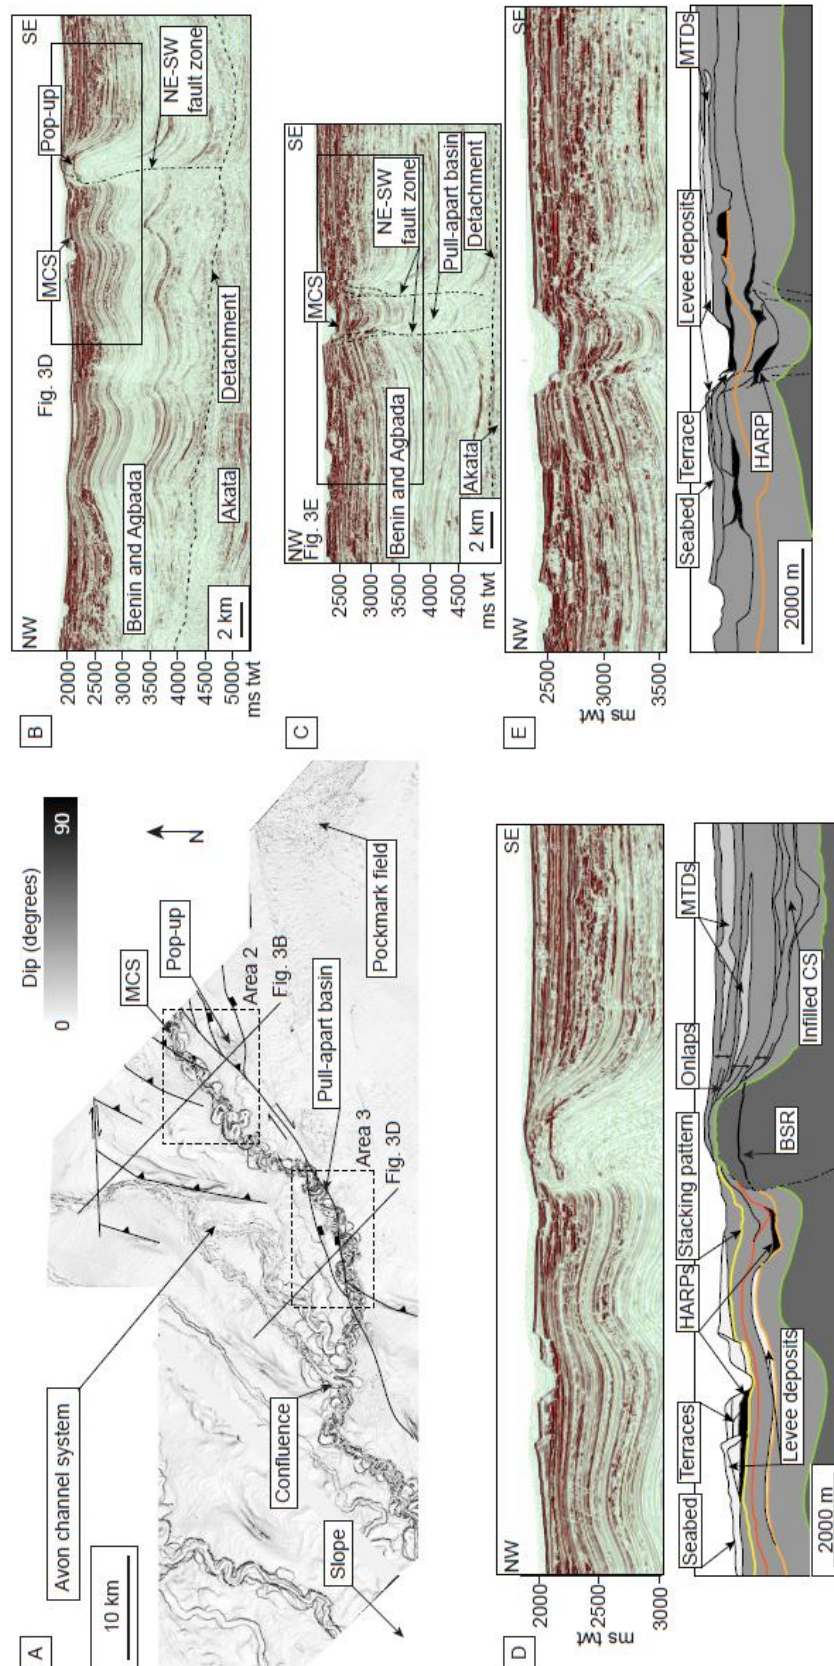 A
Avon channel system
10 km
Slope
Confluence
Dip (degrees)
0
90
N
MCS
Pop-up
Area 2
Fig. 3B
Pull-apart basin
Area 3
Fig. 3D
Pockmark field
B
NW
SE
Fig. 3D
MCS
Pop-up
NE-SW
fault zone
Benin and Agbada
Akata
Detachment
2 km
2000
2500
3000
3500
4000
4500
5000
ms twt
C
NW
SE
Fig. 3E
MCS
NE-SW
fault zone
Pull-apart basin
Detachment
Benin and Agbada
Akata
2 km
2500
3000
3500
4000
4500
ms twt
D
NW
SE
2000
2500
3000
ms twt
Seabed
Terraces
HARPs
Stacking pattern
Onlaps
MTDs
Levee deposits
BSR
Infilled CS
2000 m
E
NW
SE
2500
3000
3500
ms twt
Seabed
Terrace
Levee deposits
MTDs
HARP
2000 m